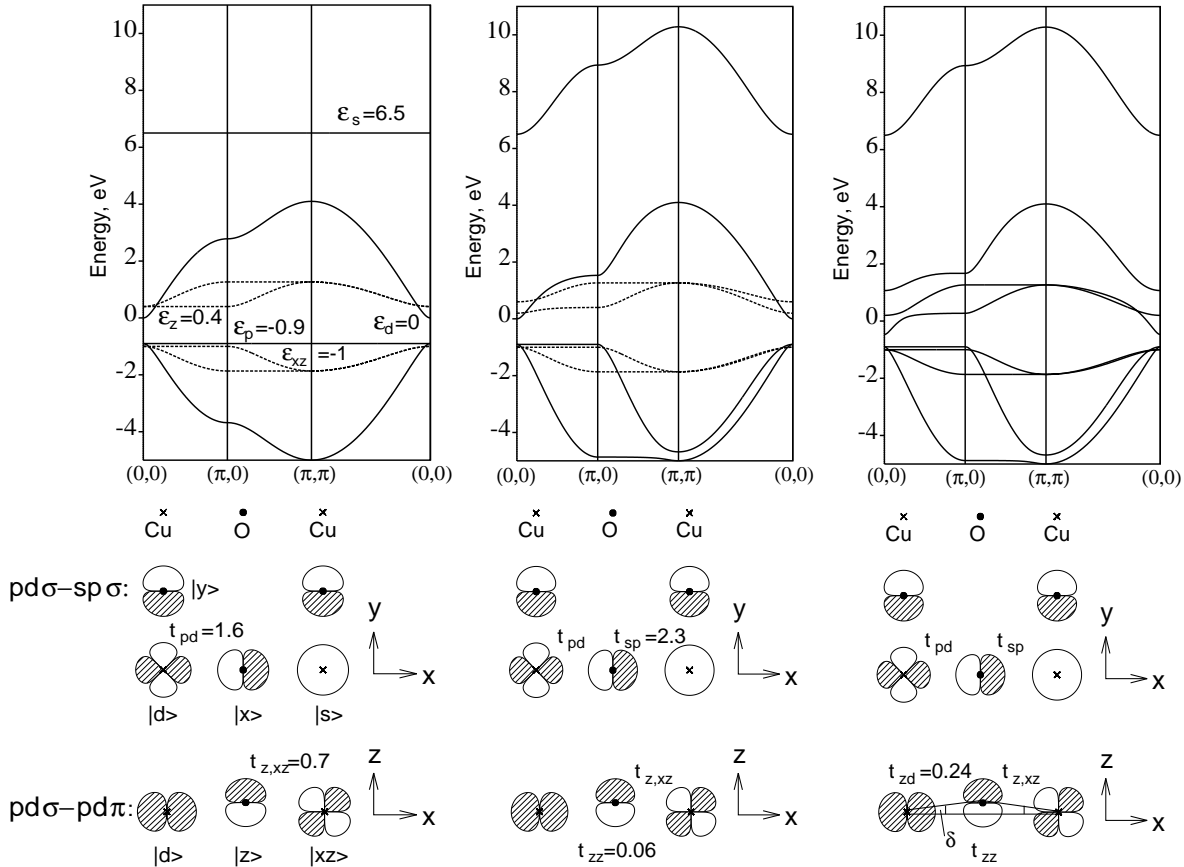 10
8
6
4
2
0
-2
-4
Energy, eV
ε_s=6.5
ε_z=0.4
ε_p=-0.9
ε_d=0
ε_xz=-1
(0,0) (π,0) (π,π) (0,0)
10
8
6
4
2
0
-2
-4
Energy, eV
(0,0) (π,0) (π,π) (0,0)
10
8
6
4
2
0
-2
-4
Energy, eV
(0,0) (π,0) (π,π) (0,0)
Cu O Cu
Cu O Cu
Cu O Cu
pdσ–spσ:
|y>
t_pd=1.6
y
x
|d> |x> |s>
t_pd t_sp=2.3
y
x
t_pd t_sp
y
x
pdσ–pdπ:
t_z,xz=0.7
z
x
|d> |z> |xz>
t_z,xz
z
x
t_zz=0.06
t_zd=0.24 t_z,xz
z
x
δ
t_zz